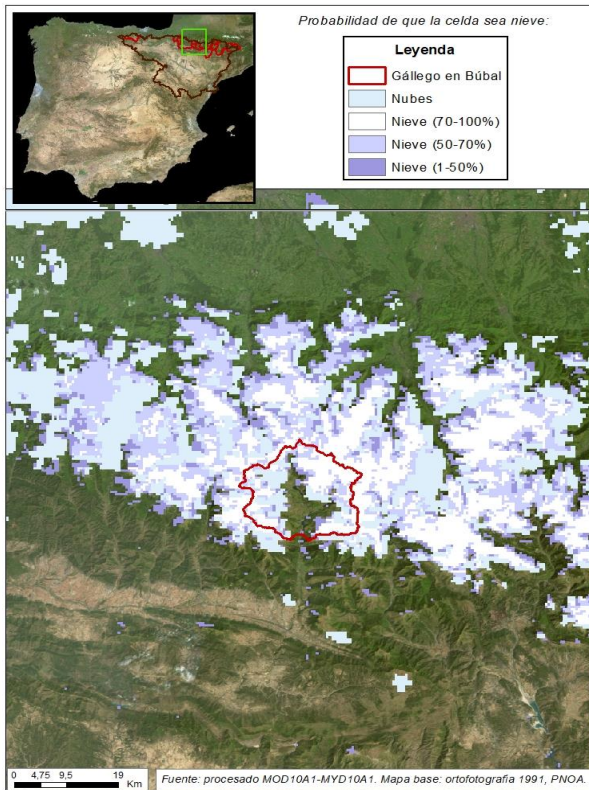 Probabilidad de que la celda sea nieve:
Leyenda
Gállego en Búbal
Nubes
Nieve (70-100%)
Nieve (50-70%)
Nieve (1-50%)
0 4,75 9,5 19
Km
Fuente: procesado MOD10A1-MYD10A1. Mapa base: ortofotografia 1991, PNOA.